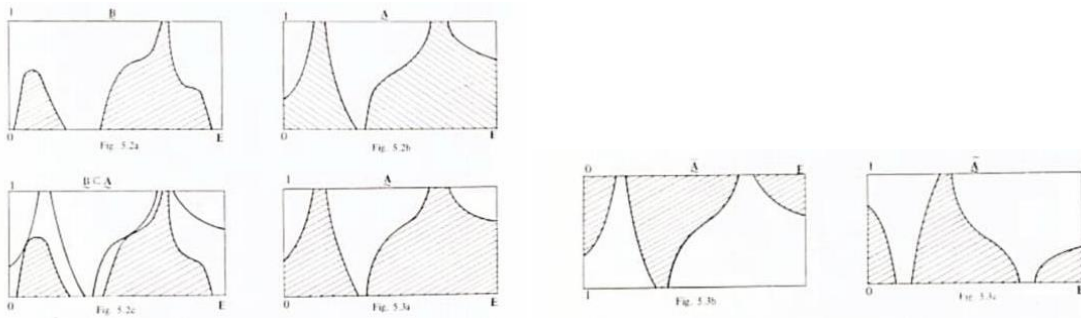 1 B
0 E
Fig. 5.2a
1 A
0 E
Fig. 5.2b
1 B ⊂ A
0 E
Fig. 5.2c
1 A
0 E
Fig. 5.3a
0 A̅ E
1
Fig. 5.3b
1 A̅
0 E
Fig. 5.3c